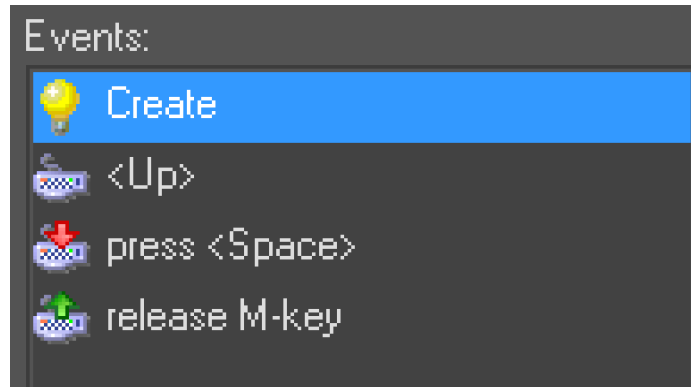 Events:
Create
<Up>
press <Space>
release M-key